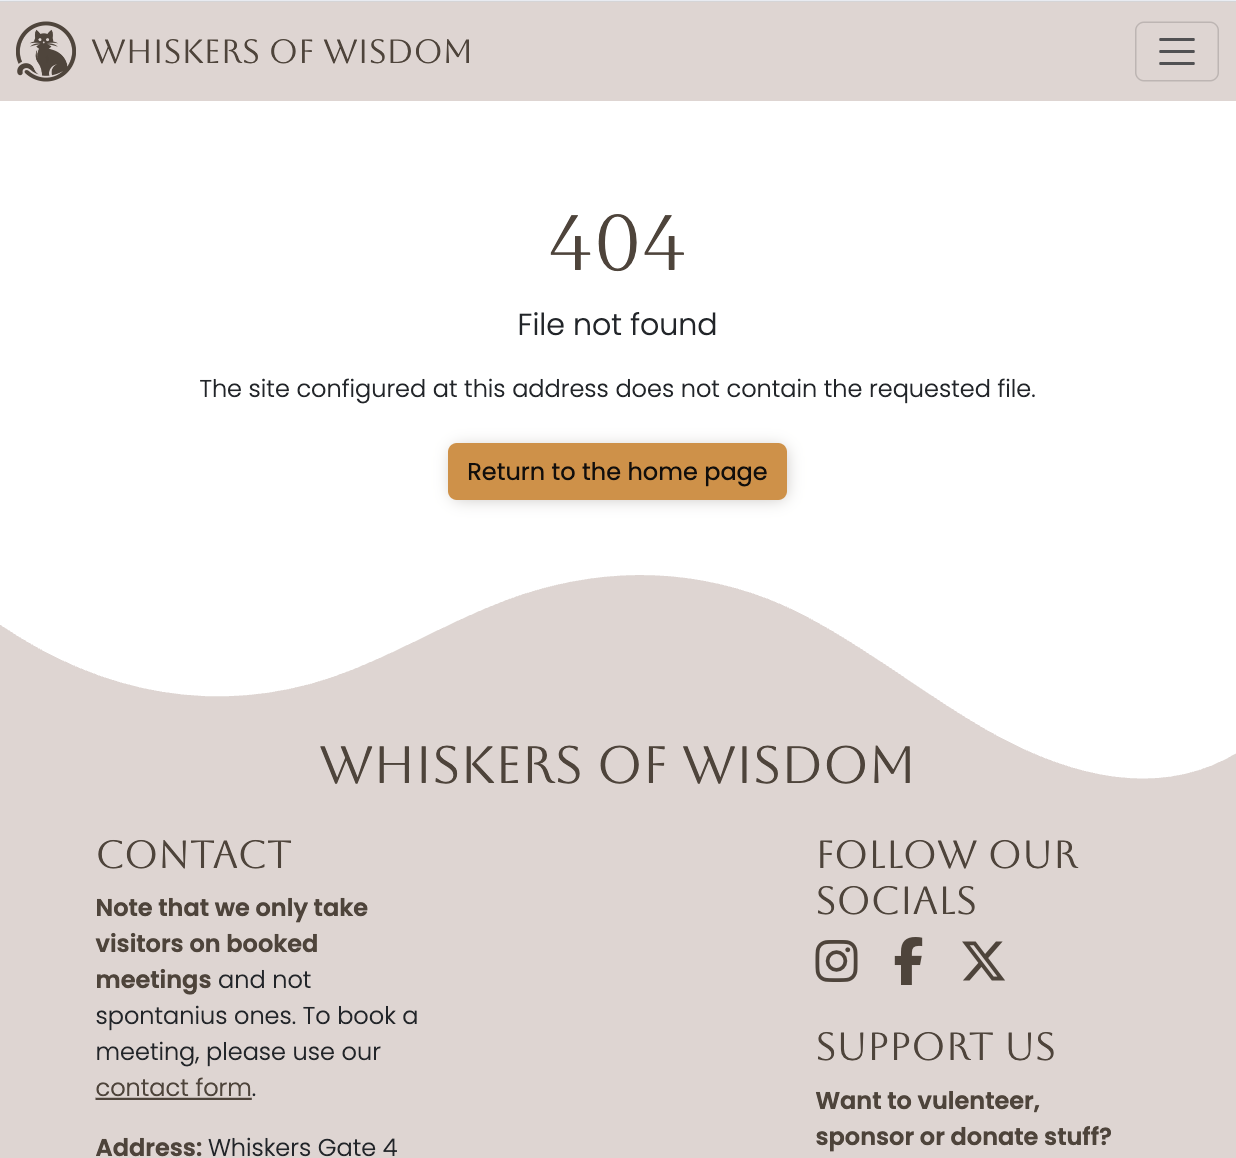 WHISKERS OF WISDOM
404
File not found
The site configured at this address does not contain the requested file.
Return to the home page
WHISKERS OF WISDOM
CONTACT
Note that we only take
visitors on booked
meetings and not
spontanius ones. To book a
meeting, please use our
contact form.
Address: Whiskers Gate 4
FOLLOW OUR
SOCIALS
SUPPORT US
Want to vulenteer,
sponsor or donate stuff?